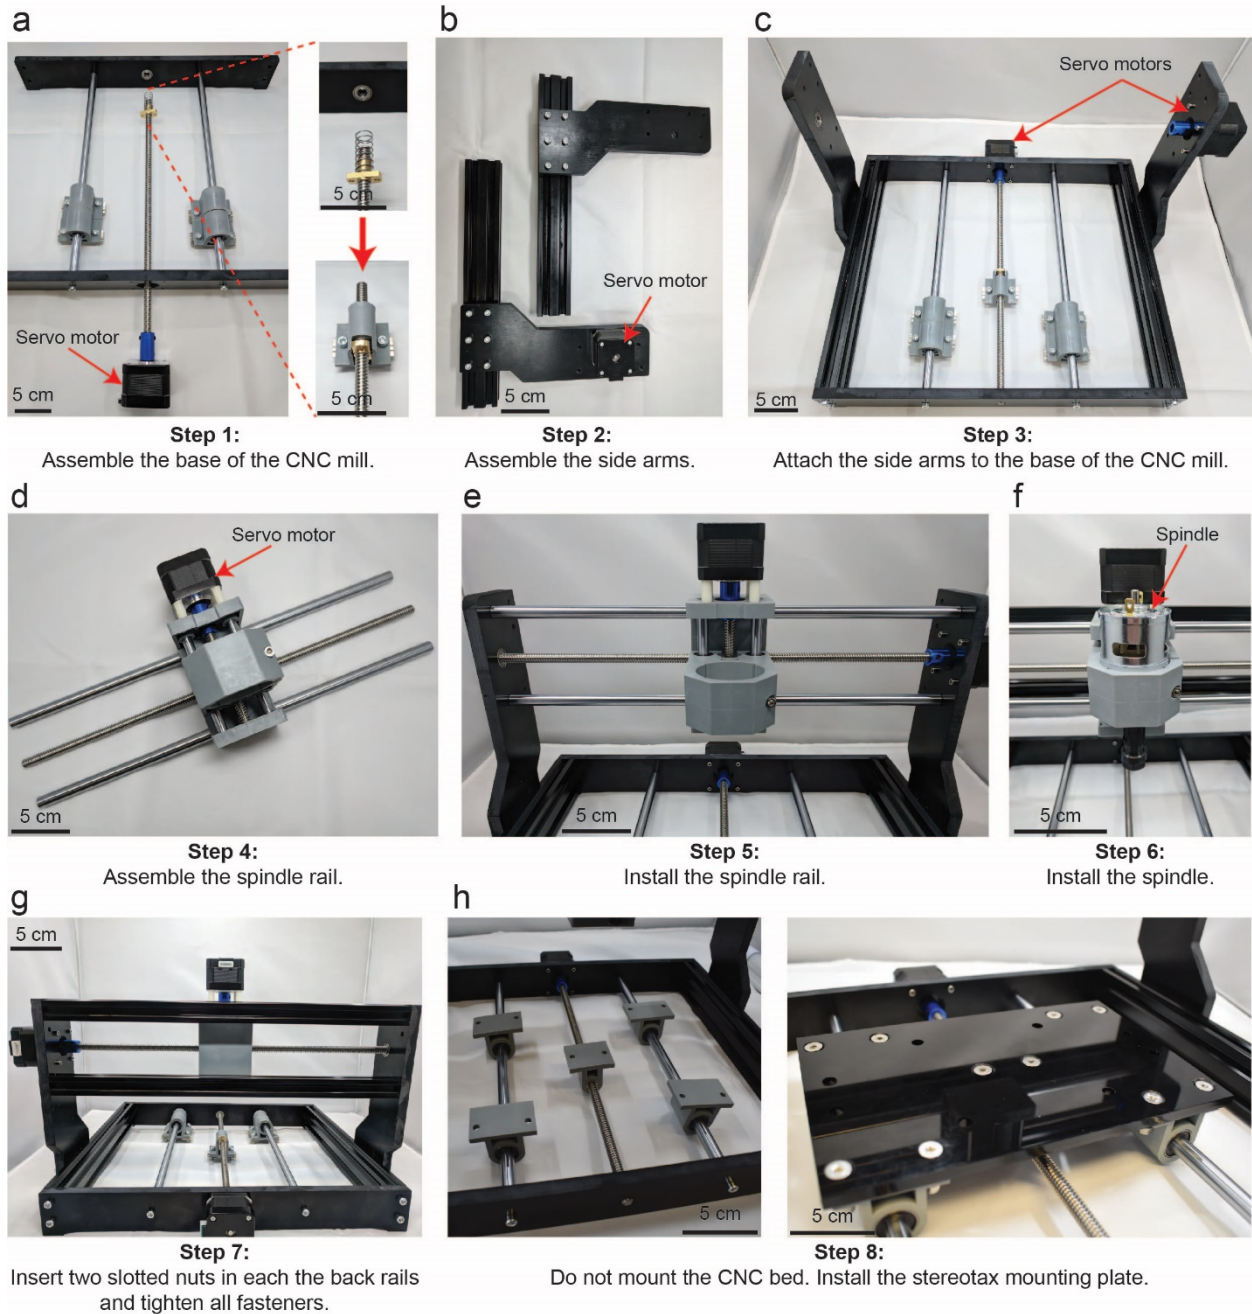 a
5 cm
Servo motor
5 cm
5 cm
Step 1:
Assemble the base of the CNC mill.
b
Servo motor
5 cm
Step 2:
Assemble the side arms.
c
Servo motors
5 cm
Step 3:
Attach the side arms to the base of the CNC mill.
d
Servo motor
5 cm
Step 4:
Assemble the spindle rail.
e
5 cm
Step 5:
Install the spindle rail.
f
Spindle
5 cm
Step 6:
Install the spindle.
g
5 cm
Step 7:
Insert two slotted nuts in each the back rails
and tighten all fasteners.
h
5 cm
5 cm
Step 8:
Do not mount the CNC bed. Install the stereotax mounting plate.